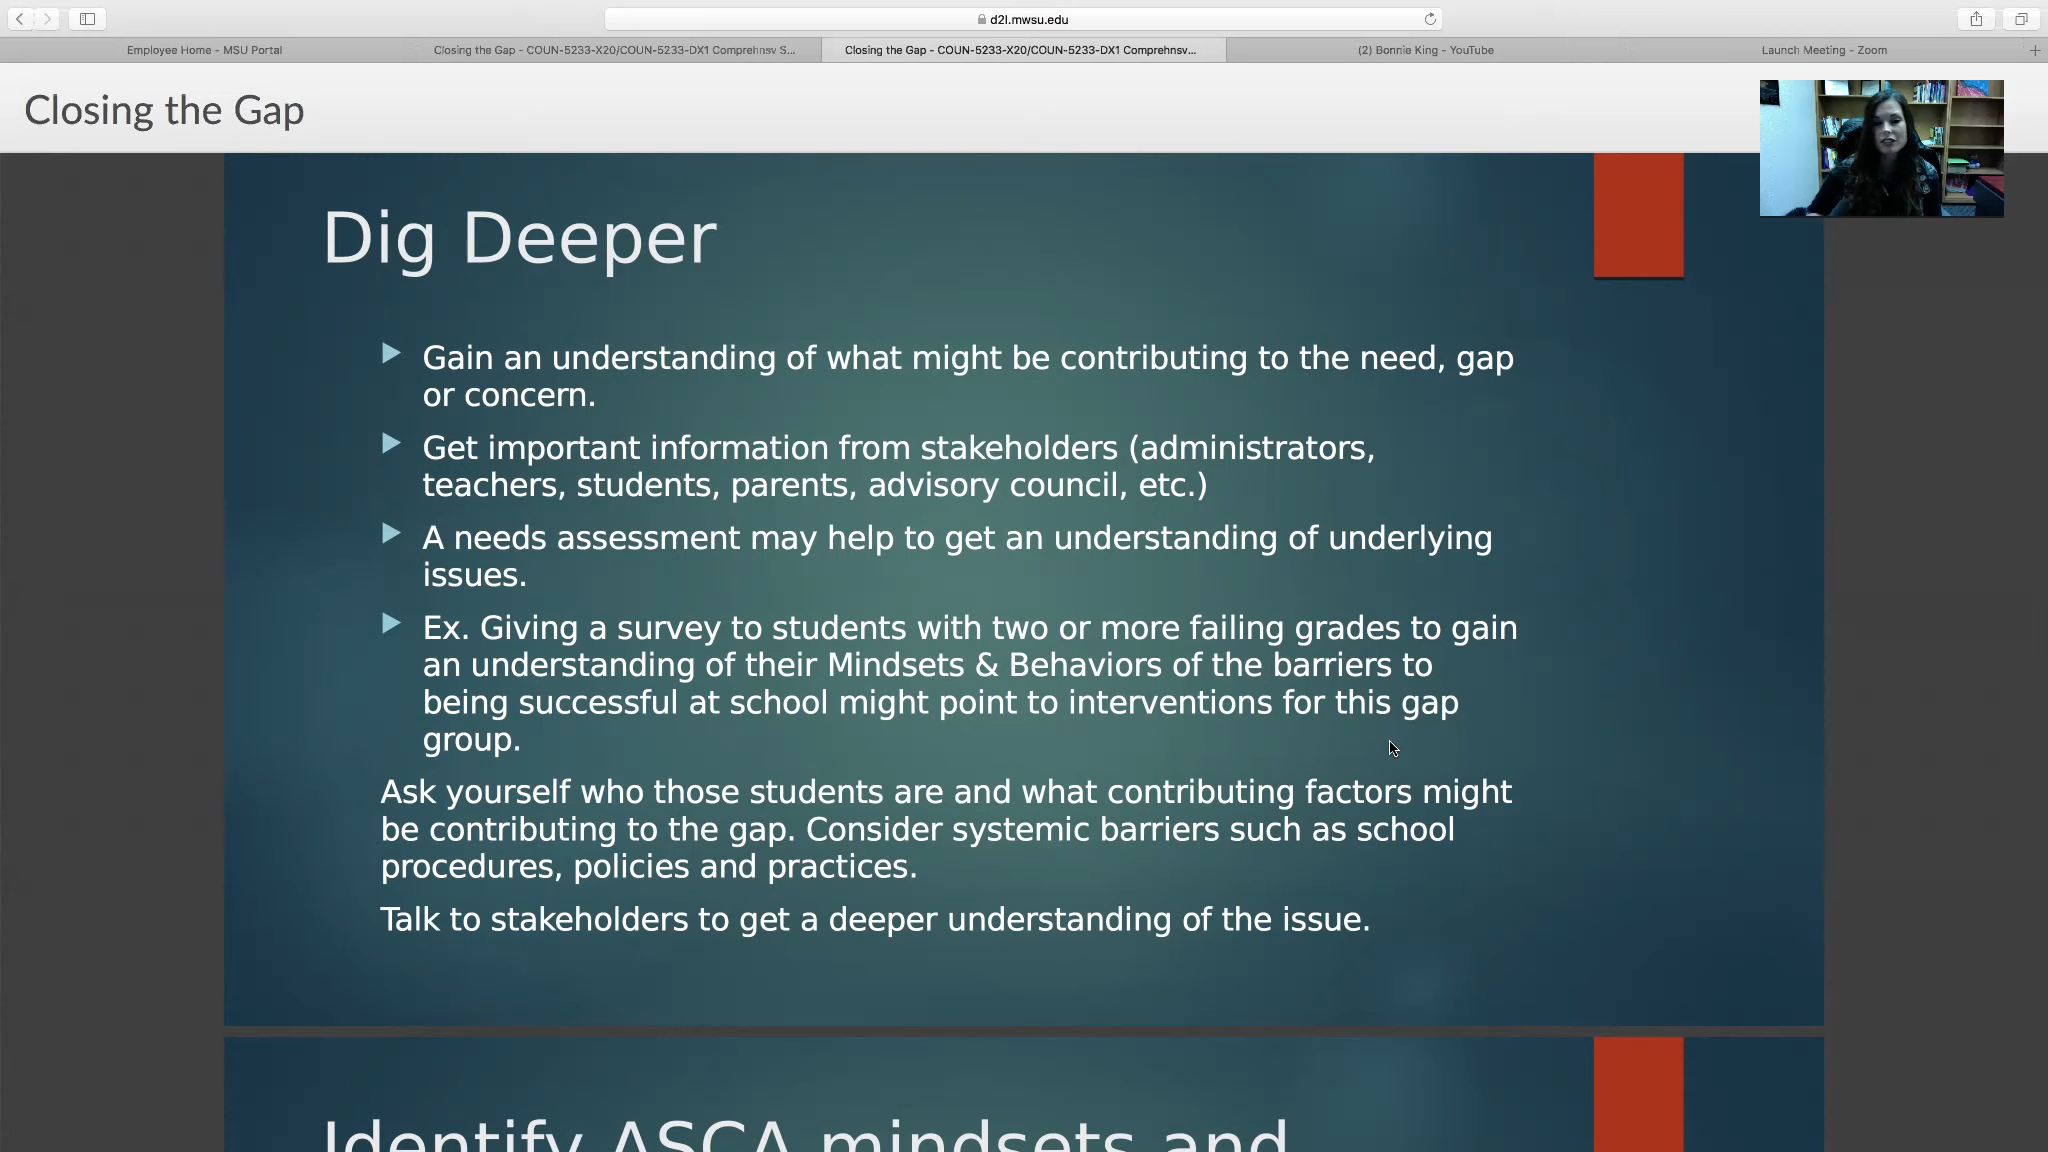 d2l.mwsu.edu
Employee Home - MSU Portal
Closing the Gap - COUN-5233-X20/COUN-5233-DX1 Comprehnsv S...
Closing the Gap - COUN-5233-X20/COUN-5233-DX1 Comprehnsv...
(2) Bonnie King - YouTube
Launch Meeting - Zoom
Closing the Gap
Dig Deeper
Gain an understanding of what might be contributing to the need, gap
or concern.
Get important information from stakeholders (administrators,
teachers, students, parents, advisory council, etc.)
A needs assessment may help to get an understanding of underlying
issues.
Ex. Giving a survey to students with two or more failing grades to gain
an understanding of their Mindsets & Behaviors of the barriers to
being successful at school might point to interventions for this gap
group.
Ask yourself who those students are and what contributing factors might
be contributing to the gap. Consider systemic barriers such as school
procedures, policies and practices.
Talk to stakeholders to get a deeper understanding of the issue.
Identify ASCA mindsets and